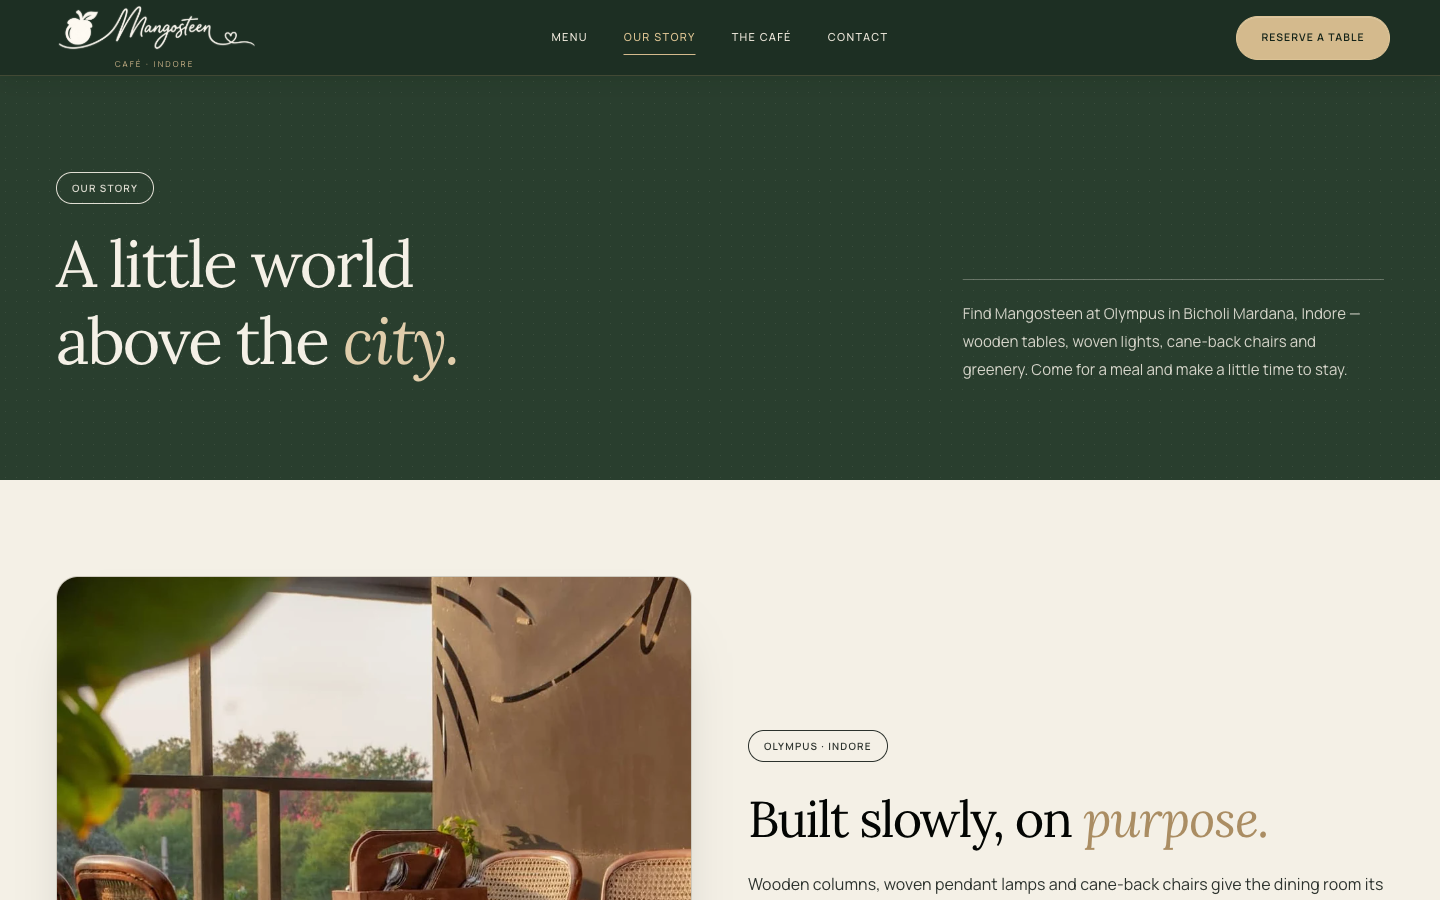 Mangosteen
CAFÉ · INDORE
MENU
OUR STORY
THE CAFÉ
CONTACT
RESERVE A TABLE
OUR STORY
A little world
above the city.
Find Mangosteen at Olympus in Bicholi Mardana, Indore —
wooden tables, woven lights, cane-back chairs and
greenery. Come for a meal and make a little time to stay.
OLYMPUS · INDORE
Built slowly, on purpose.
Wooden columns, woven pendant lamps and cane-back chairs give the dining room its